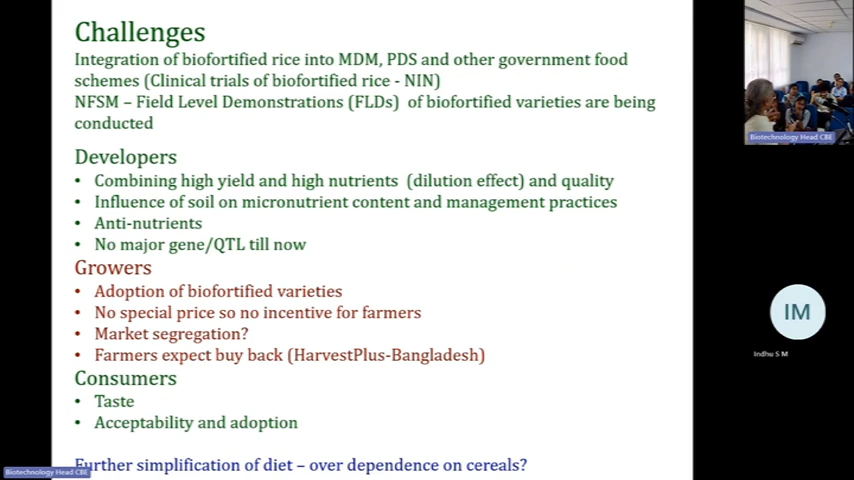 Challenges
Integration of biofortified rice into MDM, PDS and other government food
schemes (Clinical trials of biofortified rice - NIN)
NFSM – Field Level Demonstrations (FLDs) of biofortified varieties are being
conducted
Developers
• Combining high yield and high nutrients (dilution effect) and quality
• Influence of soil on micronutrient content and management practices
• Anti-nutrients
• No major gene/QTL till now
Growers
• Adoption of biofortified varieties
• No special price so no incentive for farmers
• Market segregation?
• Farmers expect buy back (HarvestPlus-Bangladesh)
Consumers
• Taste
• Acceptability and adoption
Further simplification of diet – over dependence on cereals?
Biotechnology Head CBE
Biotechnology Head CBE
IM
Indhu S M